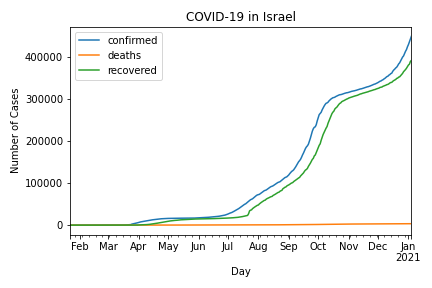 COVID-19 in Israel
confirmed
deaths
recovered
Number of Cases
400000
300000
200000
100000
0
Feb Mar Apr May Jun Jul Aug Sep Oct Nov Dec Jan
2021
Day